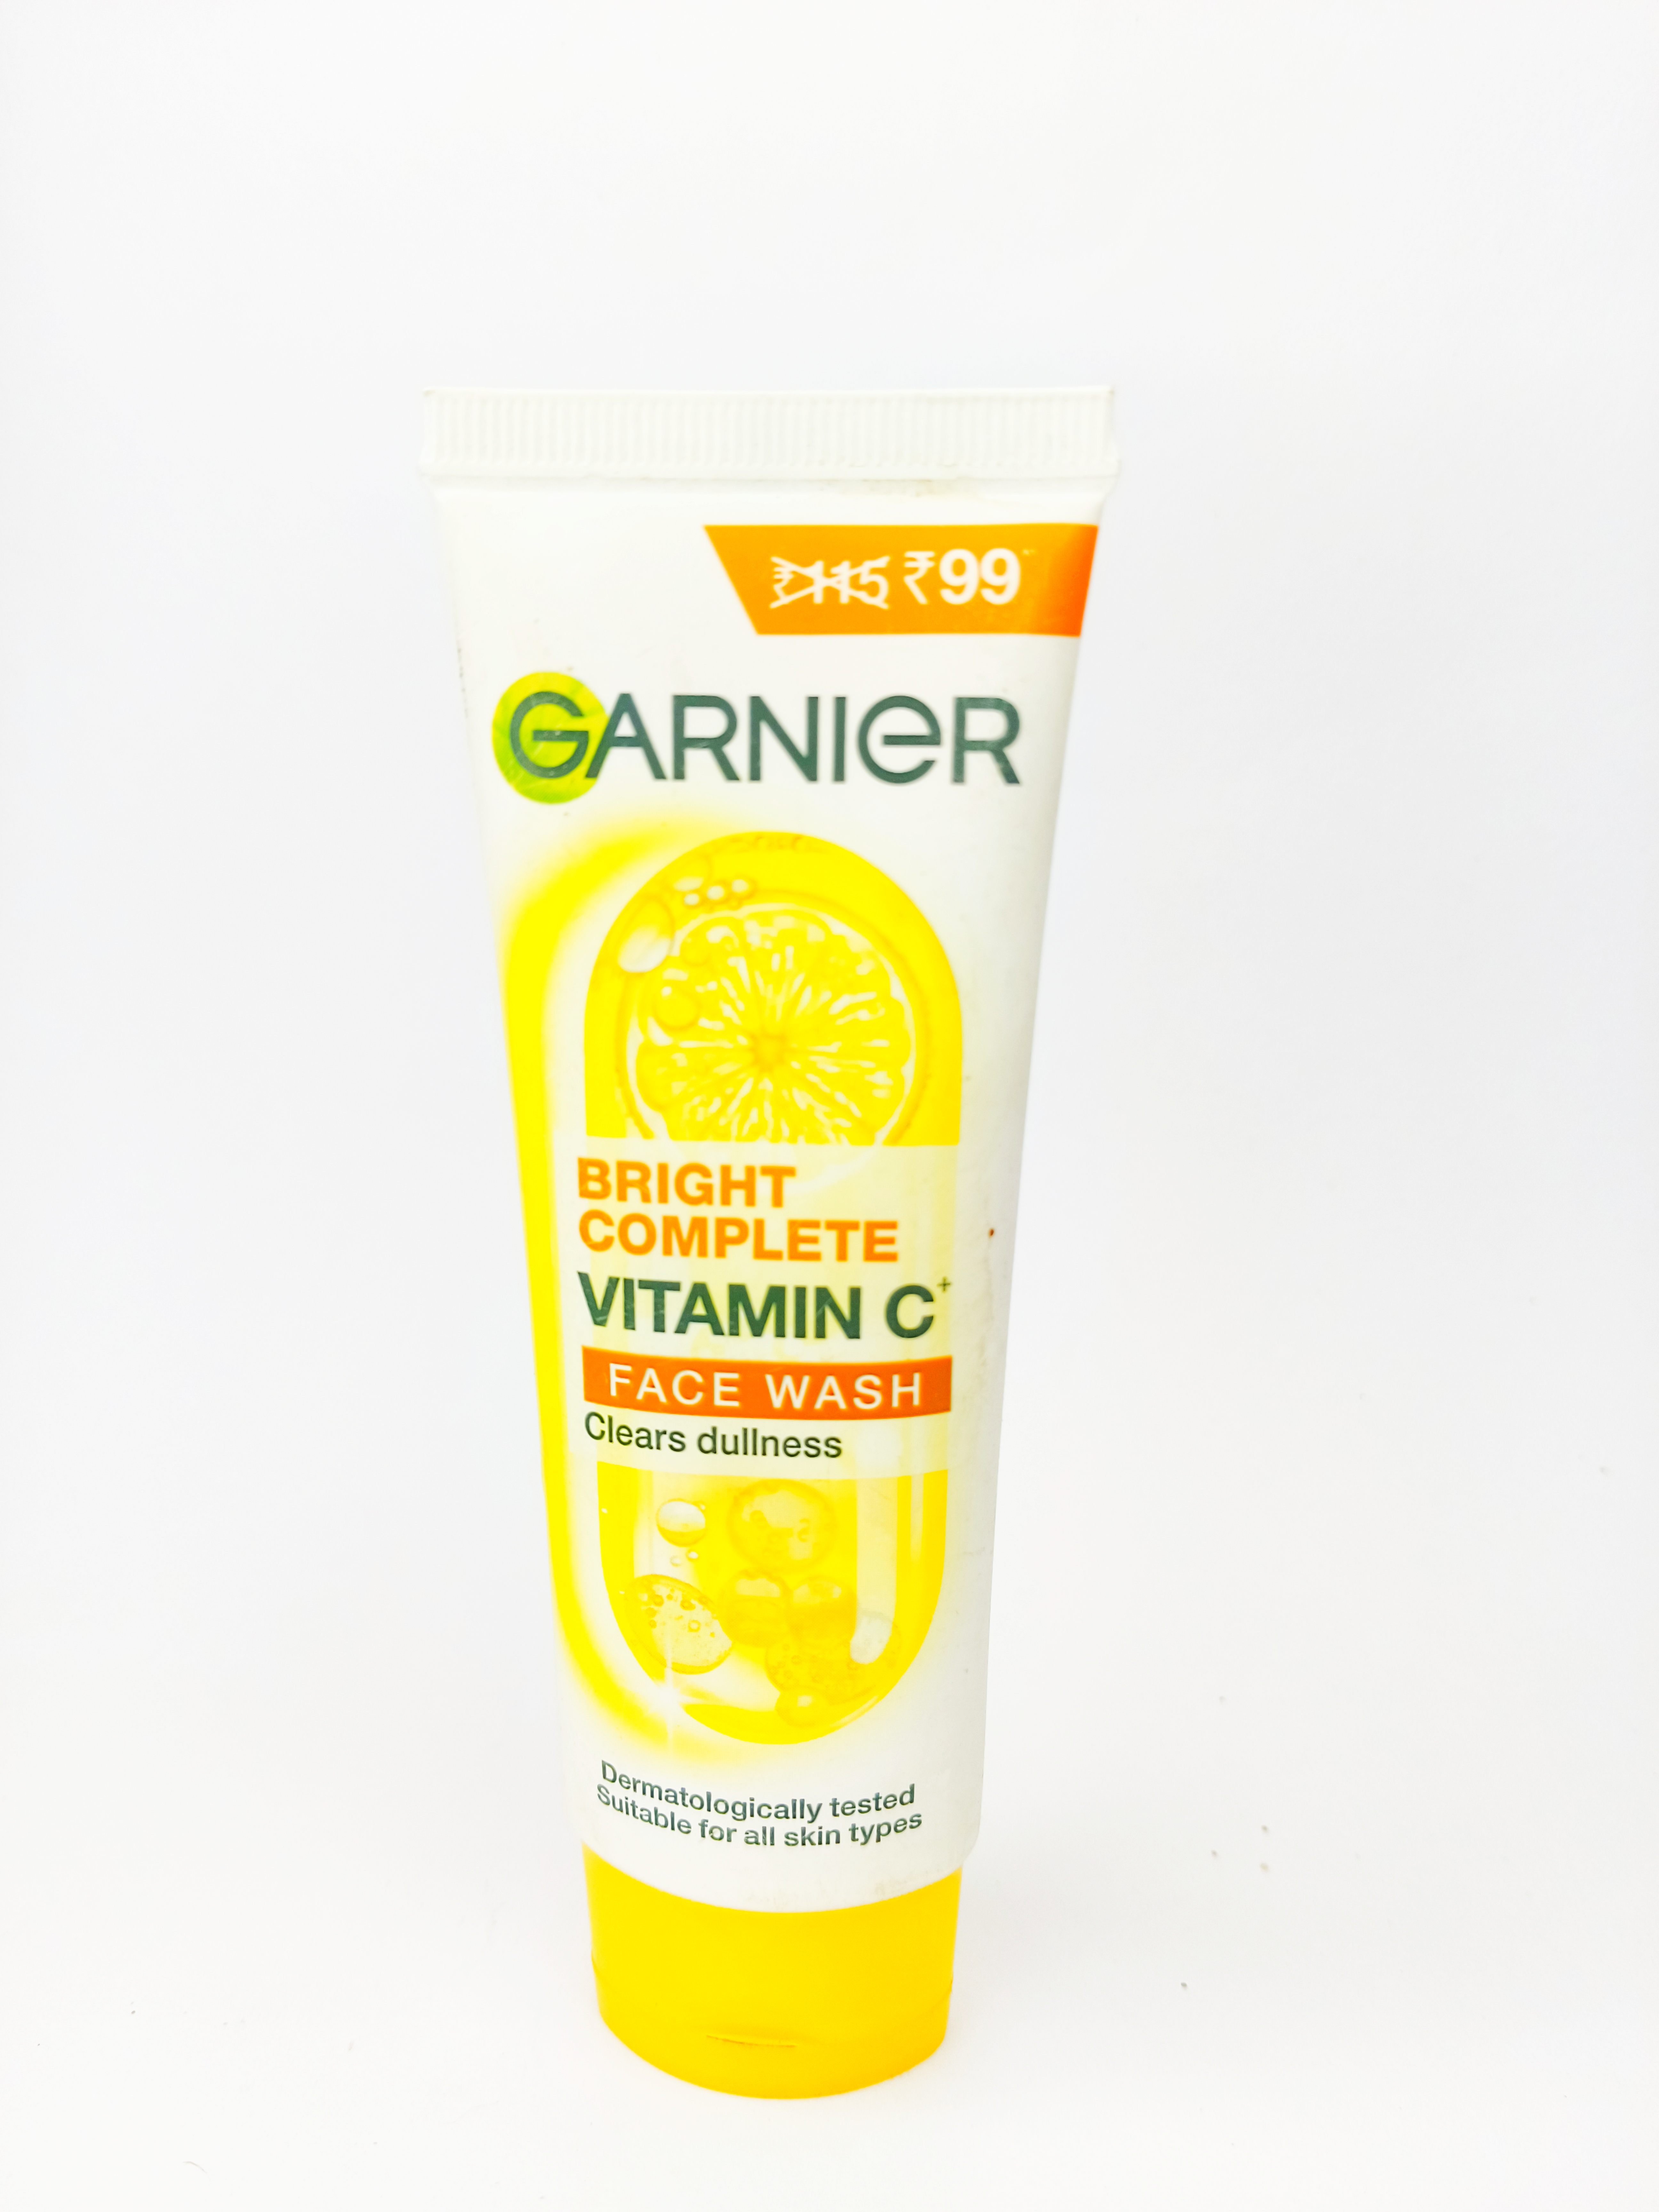 ₹115 ₹99
GARNIER
BRIGHT
COMPLETE
VITAMIN C+
FACE WASH
Clears dullness
Dermatologically tested
Suitable for all skin types